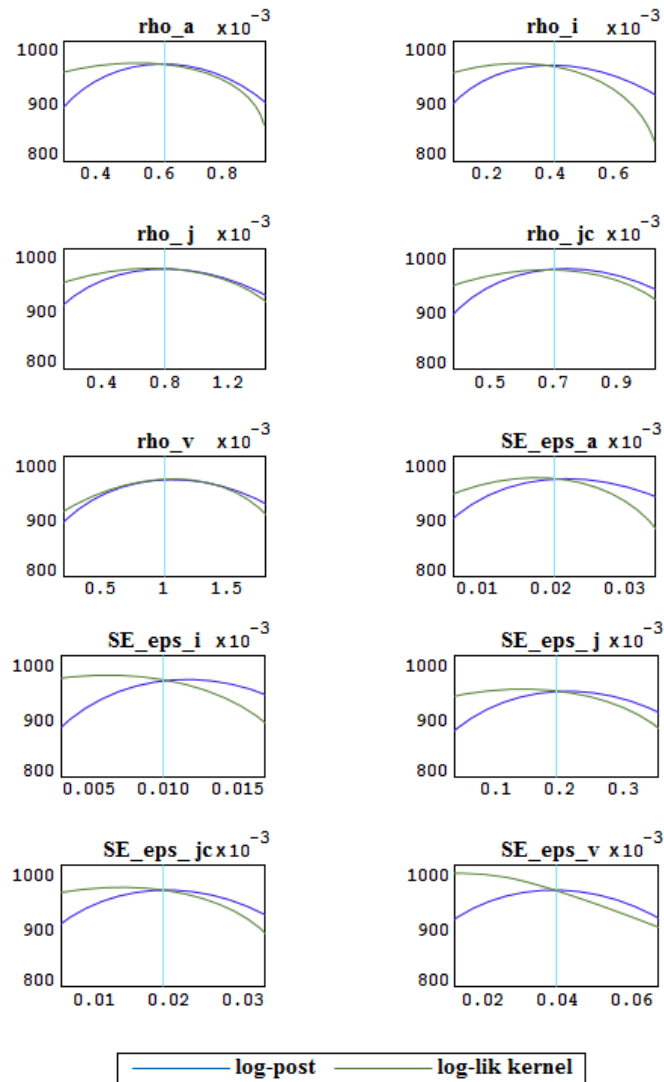 rho_a x10 -3
1000
900
800
0.4 0.6 0.8
rho_i x10 -3
1000
900
800
0.2 0.4 0.6
rho_ j x10 -3
1000
900
800
0.4 0.8 1.2
rho_ jc x10 -3
1000
900
800
0.5 0.7 0.9
rho_v x10 -3
1000
900
800
0.5 1 1.5
SE_eps_a x10 -3
1000
900
800
0.01 0.02 0.03
SE_eps_i x10 -3
1000
900
800
0.005 0.010 0.015
SE_eps_ j x10 -3
1000
900
800
0.1 0.2 0.3
SE_eps_ jc x10 -3
1000
900
800
0.01 0.02 0.03
SE_eps_v x10 -3
1000
900
800
0.02 0.04 0.06
log-post log-lik kernel